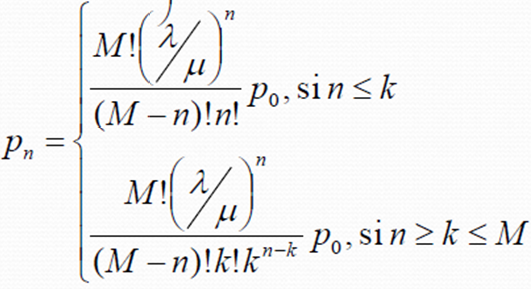 p_n = { M!(λ/μ)^n / (M − n)!n! p_0, si n ≤ k
M!(λ/μ)^n / (M − n)!k!k^{n−k} p_0, si n ≥ k ≤ M